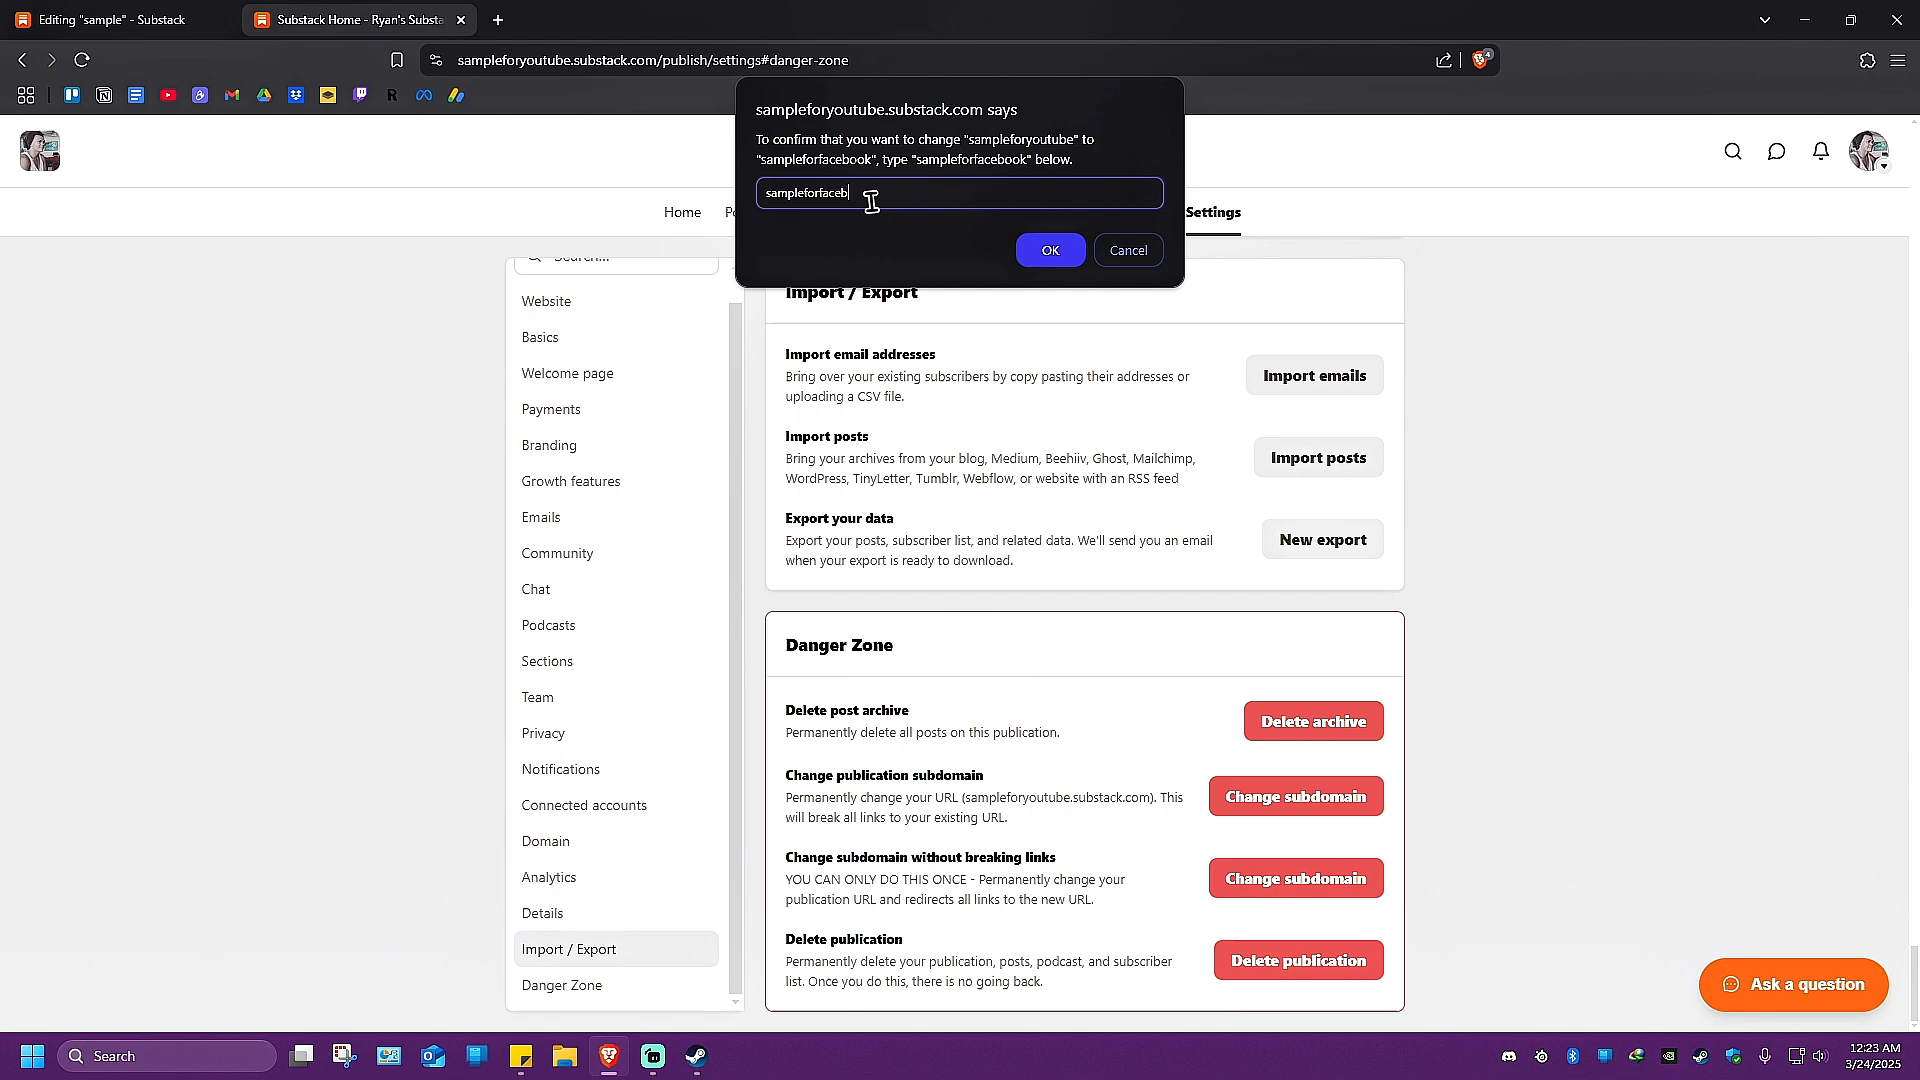 Editing "sample" - Substack
Substack Home - Ryan's Substa
sampleforyoutube.substack.com/publish/settings#danger-zone
4
sampleforyoutube.substack.com says
To confirm that you want to change "sampleforyoutube" to
"sampleforfacebook", type "sampleforfacebook" below.
sampleforfaceb
OK
Cancel
Home
Settings
Search...
Website
Basics
Welcome page
Payments
Branding
Growth features
Emails
Community
Chat
Podcasts
Sections
Team
Privacy
Notifications
Connected accounts
Domain
Analytics
Details
Import / Export
Danger Zone
Import / Export
Import email addresses
Bring over your existing subscribers by copy pasting their addresses or
uploading a CSV file.
Import emails
Import posts
Bring your archives from your blog, Medium, Beehiiv, Ghost, Mailchimp,
WordPress, TinyLetter, Tumblr, Webflow, or website with an RSS feed
Import posts
Export your data
Export your posts, subscriber list, and related data. We'll send you an email
when your export is ready to download.
New export
Danger Zone
Delete post archive
Permanently delete all posts on this publication.
Delete archive
Change publication subdomain
Permanently change your URL (sampleforyoutube.substack.com). This
will break all links to your existing URL.
Change subdomain
Change subdomain without breaking links
YOU CAN ONLY DO THIS ONCE - Permanently change your
publication URL and redirects all links to the new URL.
Change subdomain
Delete publication
Permanently delete your publication, posts, podcast, and subscriber
list. Once you do this, there is no going back.
Delete publication
Ask a question
Search
12:23 AM
3/24/2025